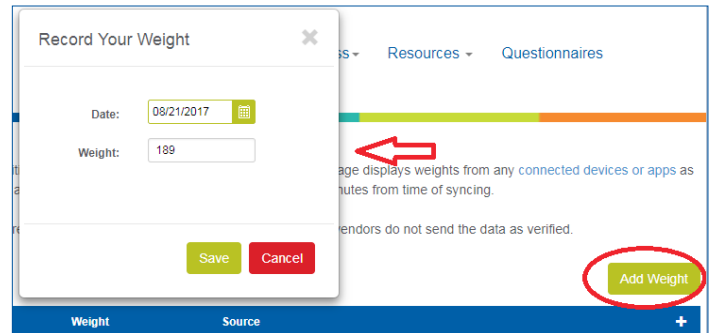 Record Your Weight
ss
Resources
Questionnaires
Date: 08/21/2017
Weight: 189
age displays weights from any connected devices or apps as
nutes from time of syncing.
vendors do not send the data as verified.
Save Cancel
Add Weight
Weight Source +